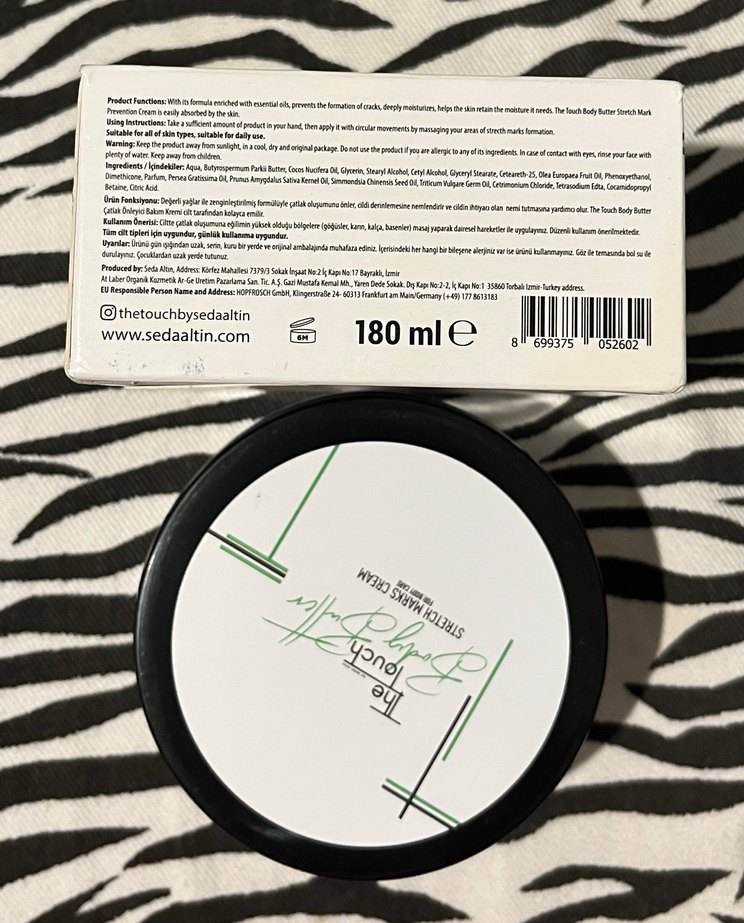 Product Functions: With its formula enriched with essential oils, prevents the formation of cracks, deeply moisturizes, helps the skin retain the moisture it needs. The Touch Body Butter Stretch Mark
Prevention Cream is easily absorbed by the skin.
Using Instructions: Take a sufficient amount of product in your hand, then apply it with circular movements by massaging your areas of strecth marks formation.
Suitable for all of skin types, suitable for daily use.
Warning: Keep the product away from sunlight, in a cool, dry and original package. Do not use the product if you are allergic to any of its ingredients. In case of contact with eyes, rinse your face with
plenty of water. Keep away from children.
Ingredients / İçindekiler: Aqua, Butyrospermum Parkii Butter, Cocos Nucifera Oil, Glycerin, Stearyl Alcohol, Cetyl Alcohol, Glyceryl Stearate, Ceteareth-25, Olea Europaea Fruit Oil, Phenoxyethanol,
Dimethicone, Parfum, Persea Gratissima Oil, Prunus Amygdalus Sativa Kernel Oil, Simmondsia Chinensis Seed Oil, Triticum Vulgare Germ Oil, Cetrimonium Chloride, Tetrasodium Edta, Cocamidopropyl
Betaine, Citric Acid.
Ürün Fonksiyonu: Değerli yağlar ile zenginleştirilmiş formülüyle çatlak oluşumunu önler, cildi derinlemesine nemlendirir ve cildin ihtiyacı olan nemi tutmasına yardımcı olur. The Touch Body Butter
Çatlak Önleyici Bakım Kremi cilt tarafından kolayca emilir.
Kullanım Önerisi: Ciltte çatlak oluşumuna eğilimin yüksek olduğu bölgelere (göğüsler, karın, kalça, basenler) masaj yaparak dairesel hareketler ile uygulayınız. Düzenli kullanım önerilmektedir.
Tüm cilt tipleri için uygundur, günlük kullanıma uygundur.
Uyarılar: Ürünü gün ışığından uzak, serin, kuru bir yerde ve orijinal ambalajında muhafaza ediniz. İçerisindeki her hangi bir bileşene alerjiniz var ise ürünü kullanmayınız. Göz ile temasında bol su ile
durulayınız. Çocuklardan uzak yerde tutunuz.
Produced by: Seda Altın, Address: Körfez Mahallesi 7379/3 Sokak İnşaat No:2 İç Kapı No:17 Bayraklı, İzmir
At Laber Organik Kozmetik Ar-Ge Uretim Pazarlama San. Tic. A.Ş. Gazi Mustafa Kemal Mh., Yaren Dede Sokak. Dış Kapı No:2-2, İç Kapı No:1 35860 Torbalı Izmir-Turkey address.
EU Responsible Person Name and Address: HOPFROSCH GmbH, Klingerstraße 24- 60313 Frankfurt am Main/Germany (+49) 177 8613183
thetouchbysedaaltin
www.sedaaltin.com
6M
180 ml ℮
8 699375 052602
The
Touch
Body Butter
STRETCH MARKS CREAM
FOR BODY CARE